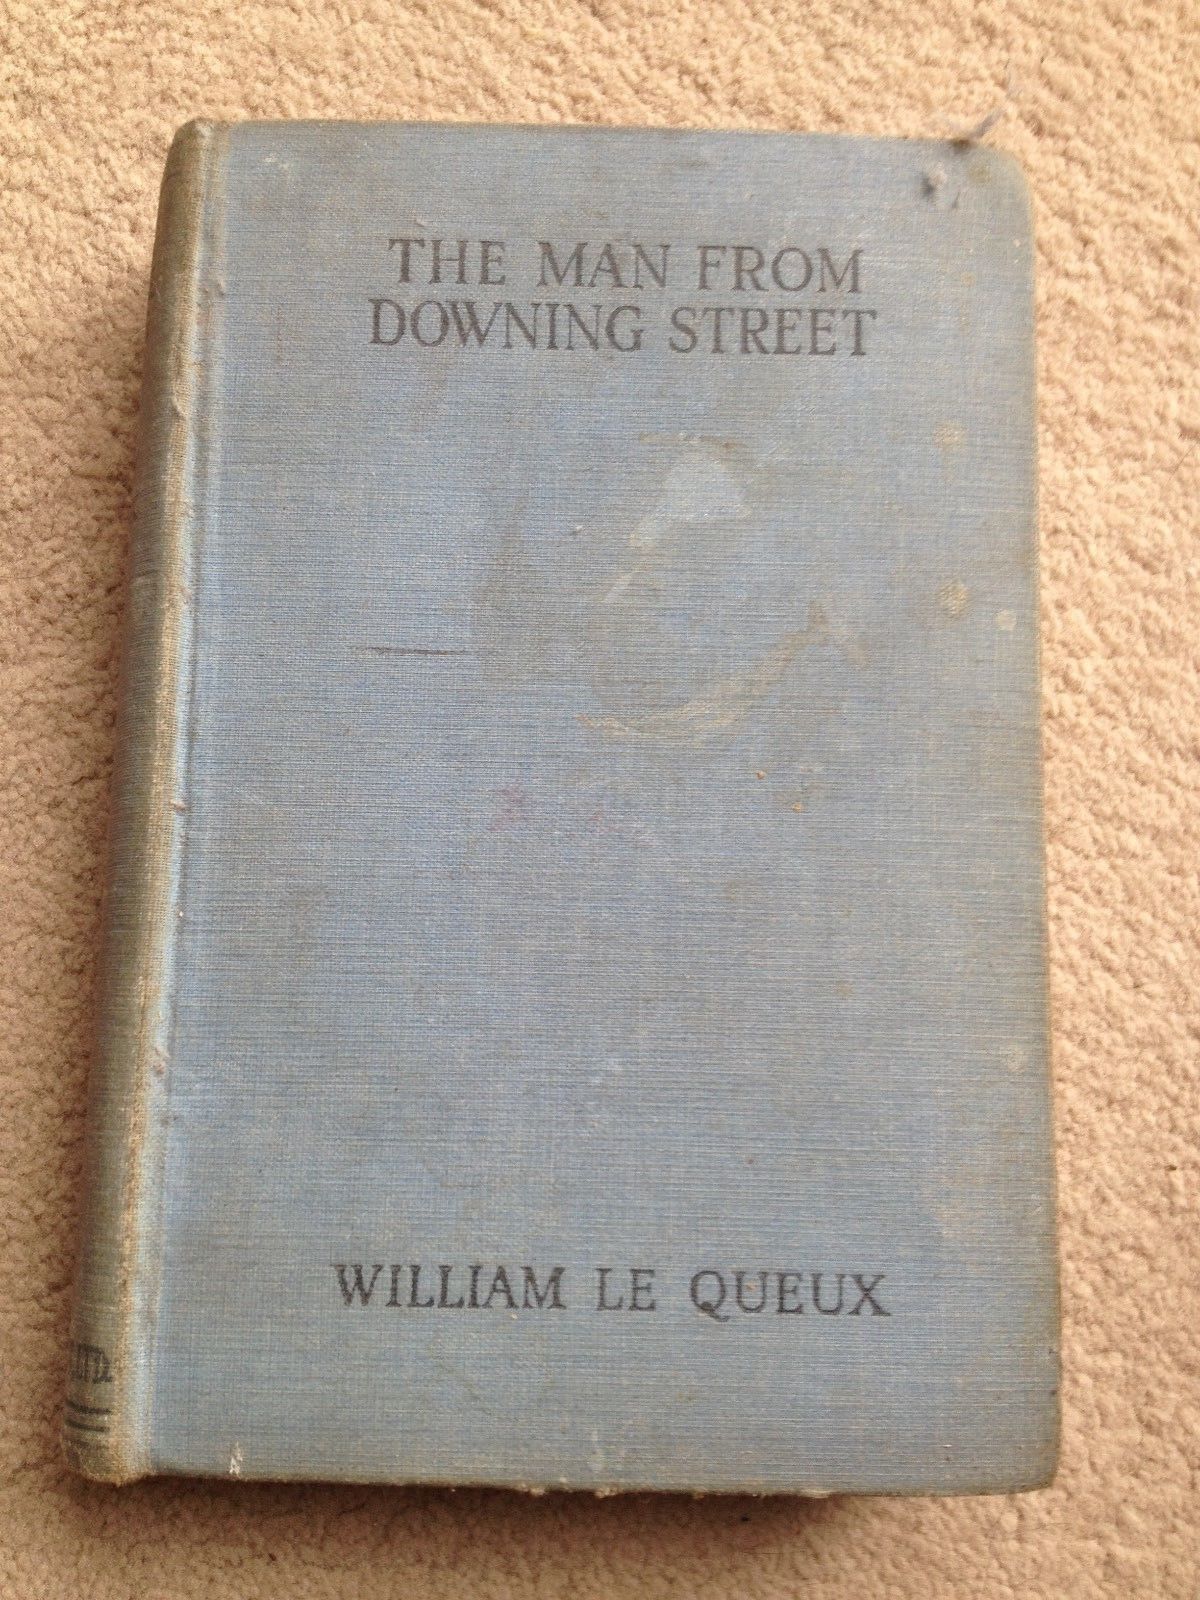 THE MAN FROM
DOWNING STREET
WILLIAM LE QUEUX